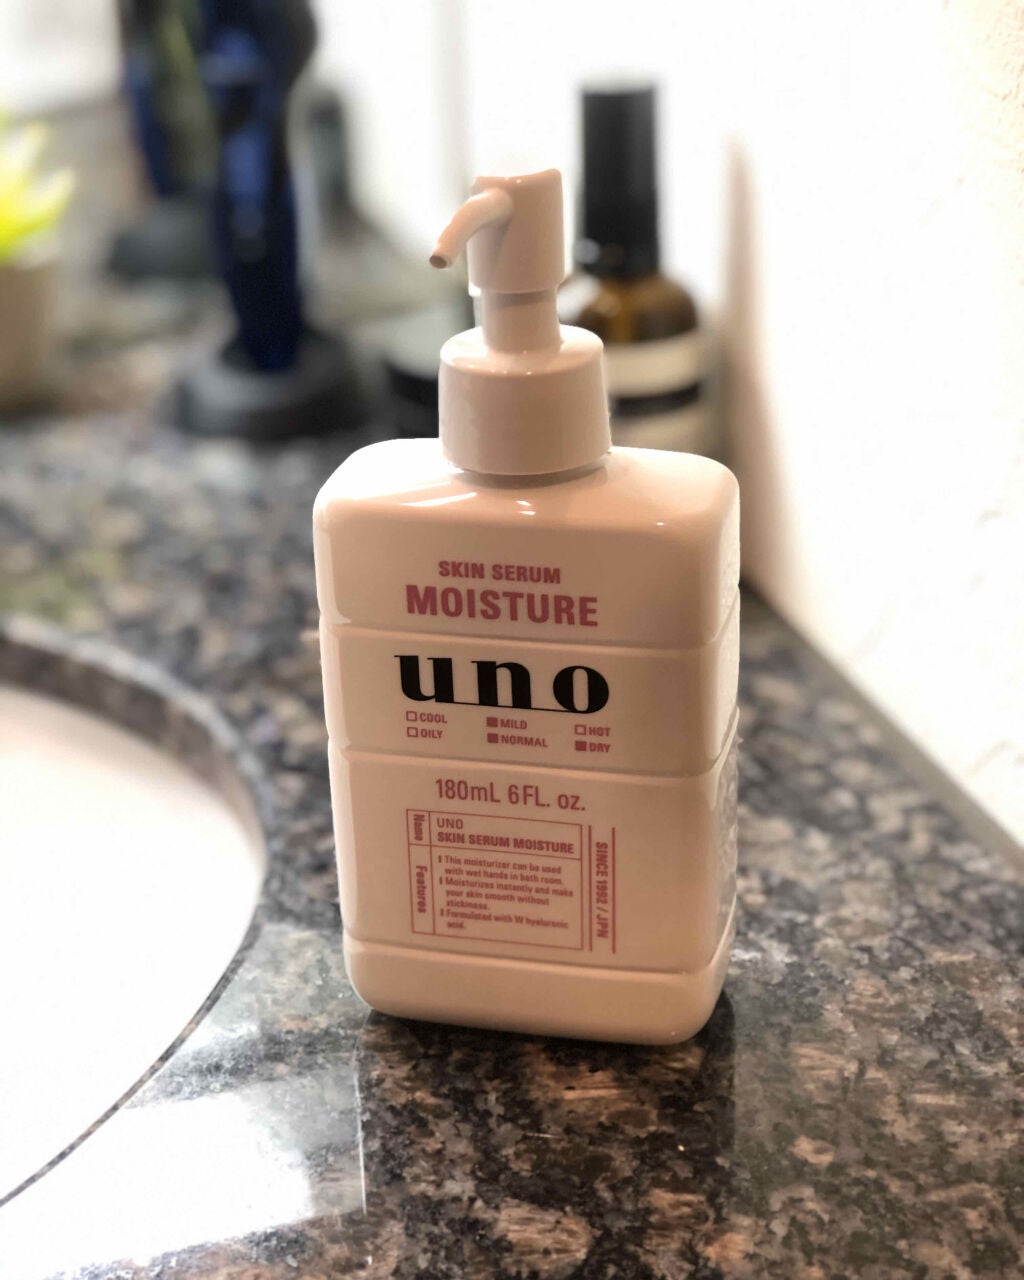 SKIN SERUM
MOISTURE
uno
□ COOL ■ MILD □ HOT
□ OILY ■ NORMAL ■ DRY
180mL 6FL. oz.
Name
UNO
SKIN SERUM MOISTURE
Features
This moisturizer can be used
with wet hands in bath room.
Moisturizes instantly and make
your skin smooth without
stickiness.
Formulated with W hyaluronic
acid.
SINCE 1992 / JPN